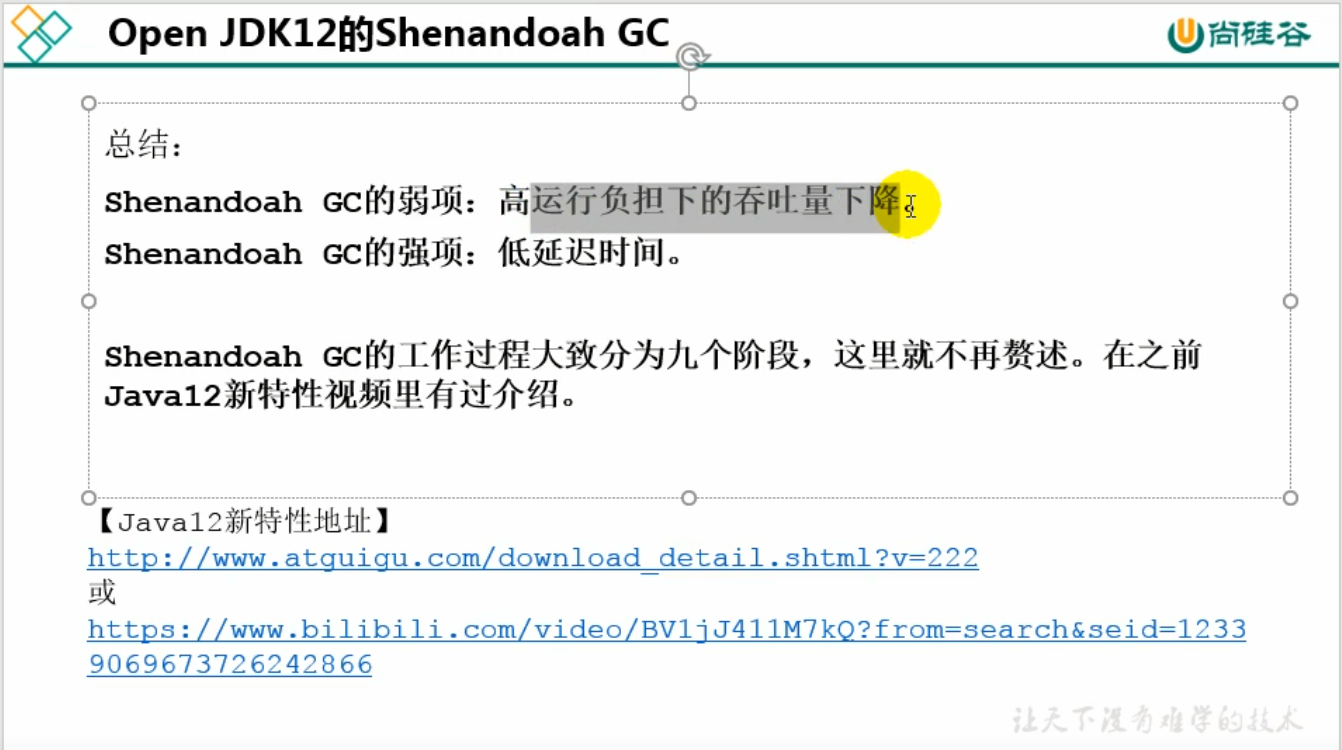 Open JDK12的Shenandoah GC
尚硅谷
总结：
Shenandoah GC的弱项：高运行负担下的吞吐量下降。
Shenandoah GC的强项：低延迟时间。
Shenandoah GC的工作过程大致分为九个阶段，这里就不再赘述。在之前
Java12新特性视频里有过介绍。
【Java12新特性地址】
http://www.atguigu.com/download_detail.shtml?v=222
或
https://www.bilibili.com/video/BV1jJ411M7kQ?from=search&seid=1233
9069673726242866
让天下没有难学的技术